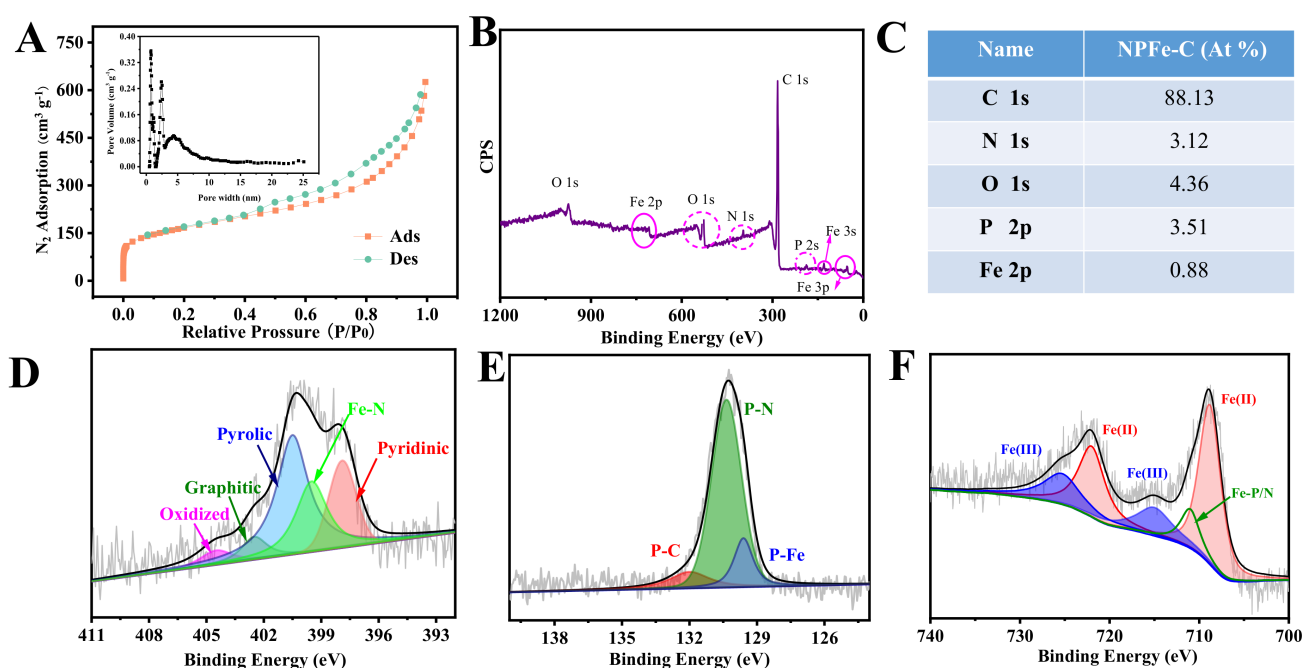 A
N2 Adsorption (cm3 g-1)
750
600
450
300
150
0
0.0 0.2 0.4 0.6 0.8 1.0
Relative Prossure (P/P0)
Ads
Des
Pore Volume (cm3 g-1)
0.40
0.32
0.24
0.16
0.08
0.00
0 5 10 15 20 25
Pore width (nm)
B
CPS
O 1s
Fe 2p
O 1s
N 1s
C 1s
P 2s
Fe 3s
Fe 3p
1200 900 600 300 0
Binding Energy (eV)
C
Name NPFe-C (At %)
C 1s 88.13
N 1s 3.12
O 1s 4.36
P 2p 3.51
Fe 2p 0.88
D
Oxidized
Graphitic
Pyrolic
Fe-N
Pyridinic
411 408 405 402 399 396 393
Binding Energy (eV)
E
P-N
P-C
P-Fe
138 135 132 129 126
Binding Energy (eV)
F
Fe(III)
Fe(II)
Fe(III)
Fe(II)
Fe-P/N
740 730 720 710 700
Binding Energy (eV)